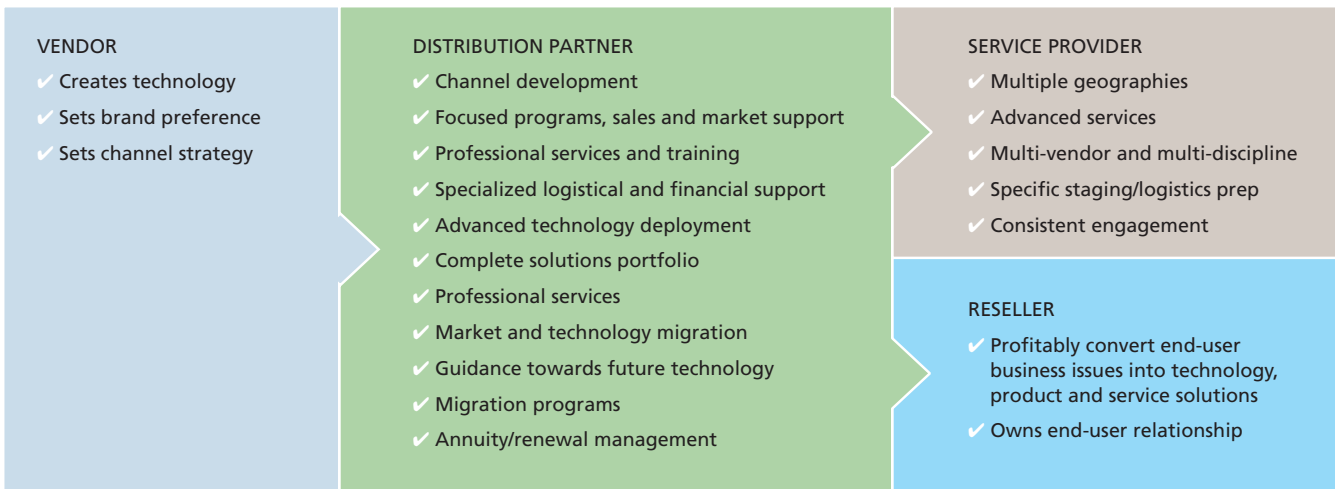 VENDOR
✔ Creates technology
✔ Sets brand preference
✔ Sets channel strategy
DISTRIBUTION PARTNER
✔ Channel development
✔ Focused programs, sales and market support
✔ Professional services and training
✔ Specialized logistical and financial support
✔ Advanced technology deployment
✔ Complete solutions portfolio
✔ Professional services
✔ Market and technology migration
✔ Guidance towards future technology
✔ Migration programs
✔ Annuity/renewal management
SERVICE PROVIDER
✔ Multiple geographies
✔ Advanced services
✔ Multi-vendor and multi-discipline
✔ Specific staging/logistics prep
✔ Consistent engagement
RESELLER
✔ Profitably convert end-user
business issues into technology,
product and service solutions
✔ Owns end-user relationship